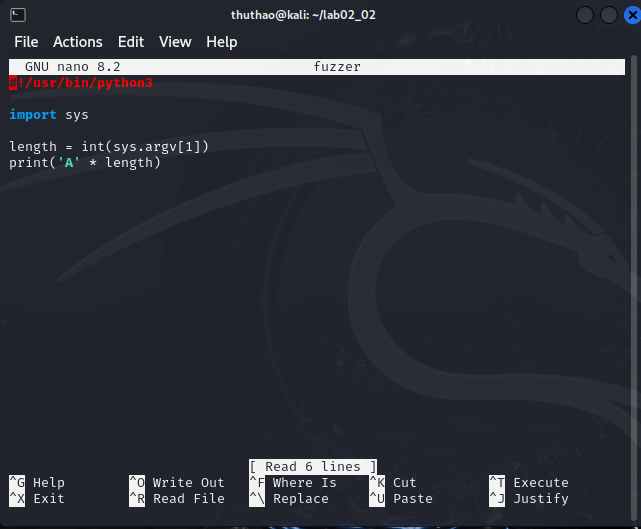 thuthao@kali: ~/lab02_02
File Actions Edit View Help
GNU nano 8.2 fuzzer
#!/usr/bin/python3
import sys
length = int(sys.argv[1])
print('A' * length)
[ Read 6 lines ]
^G Help ^O Write Out ^F Where Is ^K Cut ^T Execute
^X Exit ^R Read File ^\ Replace ^U Paste ^J Justify